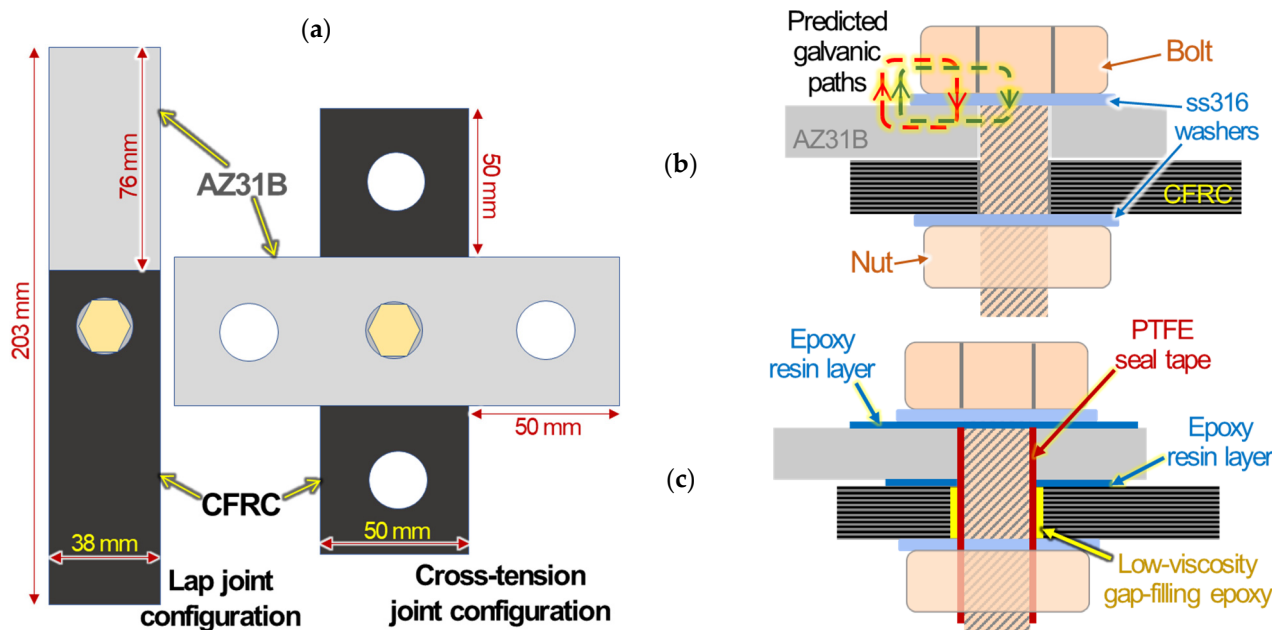 (a)
203 mm
76 mm
AZ31B
50 mm
50 mm
CFRC
38 mm
50 mm
Lap joint
configuration
Cross-tension
joint configuration
(b)
Predicted
galvanic
paths
Bolt
ss316
washers
AZ31B
CFRC
Nut
(c)
Epoxy
resin layer
PTFE
seal tape
Epoxy
resin layer
Low-viscosity
gap-filling epoxy